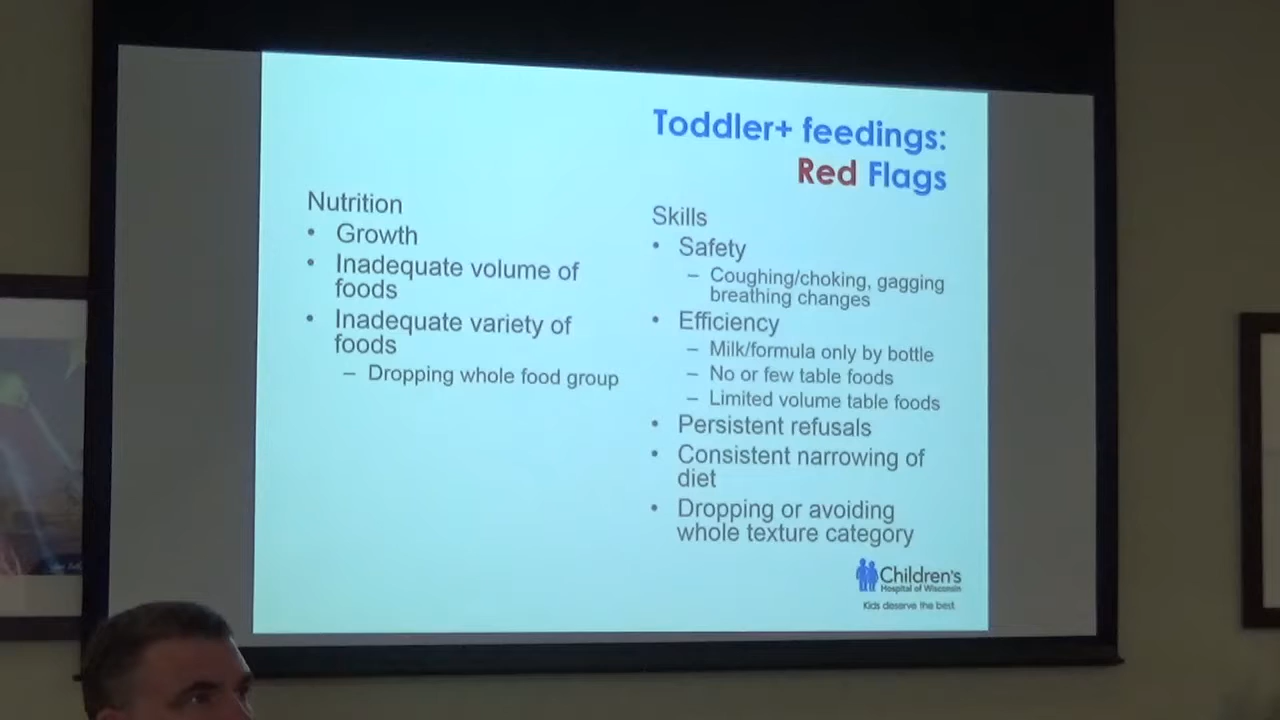 Toddler+ feedings:
Red Flags
Nutrition
• Growth
• Inadequate volume of
foods
• Inadequate variety of
foods
– Dropping whole food group
Skills
• Safety
– Coughing/choking, gagging
breathing changes
• Efficiency
– Milk/formula only by bottle
– No or few table foods
– Limited volume table foods
• Persistent refusals
• Consistent narrowing of
diet
• Dropping or avoiding
whole texture category
Children's
Hospital of Wisconsin
Kids deserve the best